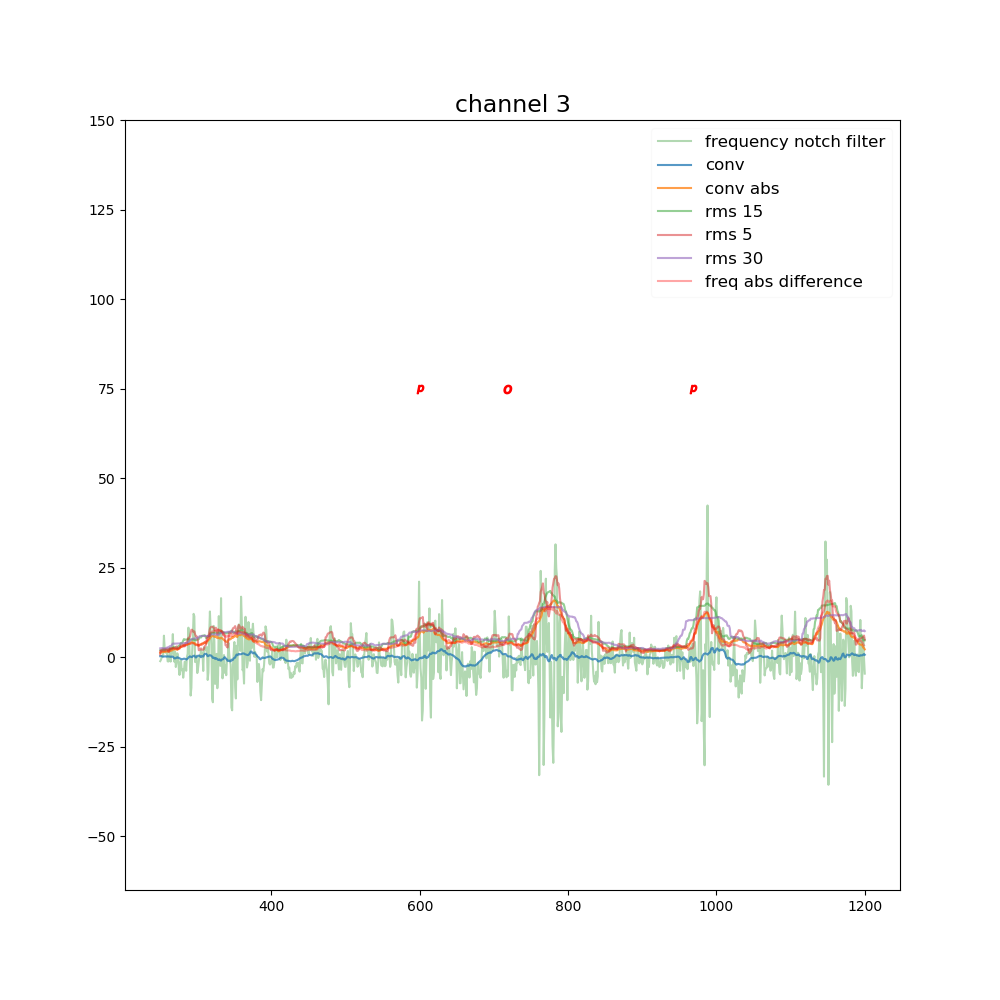 channel 3
150
125
100
75
50
25
0
−25
−50
400 600 800 1000 1200
frequency notch filter
conv
conv abs
rms 15
rms 5
rms 30
freq abs difference
p o p